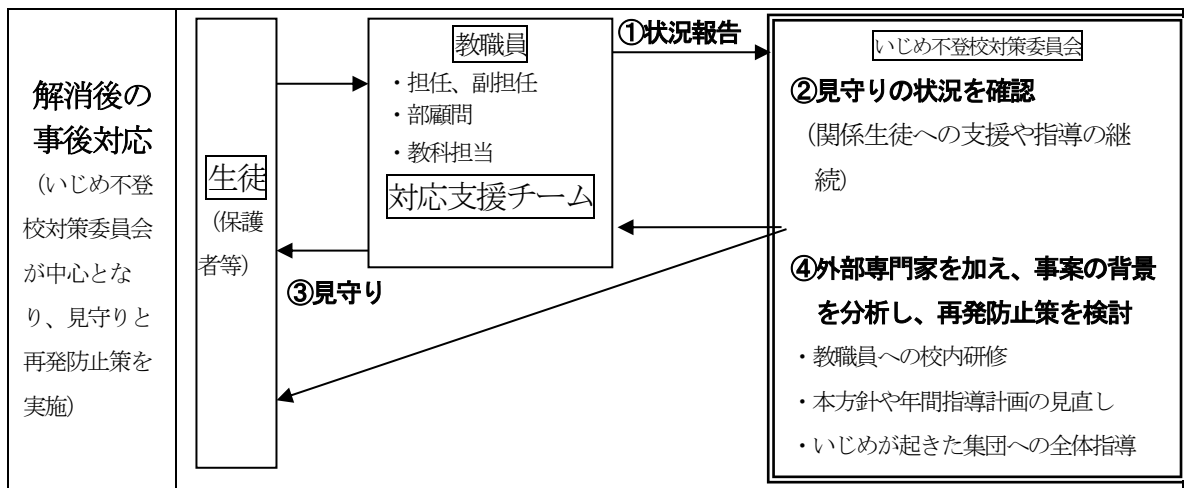 解消後の
事後対応
（いじめ不登
校対策委員会
が中心とな
り、見守りと
再発防止策を
実施）
生徒
（保護
者等）
教職員
・担任、副担任
・部顧問
・教科担当
対応支援チーム
①状況報告
③見守り
いじめ不登校対策委員会
②見守りの状況を確認
（関係生徒への支援や指導の継
続）
④外部専門家を加え、事案の背景
を分析し、再発防止策を検討
・教職員への校内研修
・本方針や年間指導計画の見直し
・いじめが起きた集団への全体指導